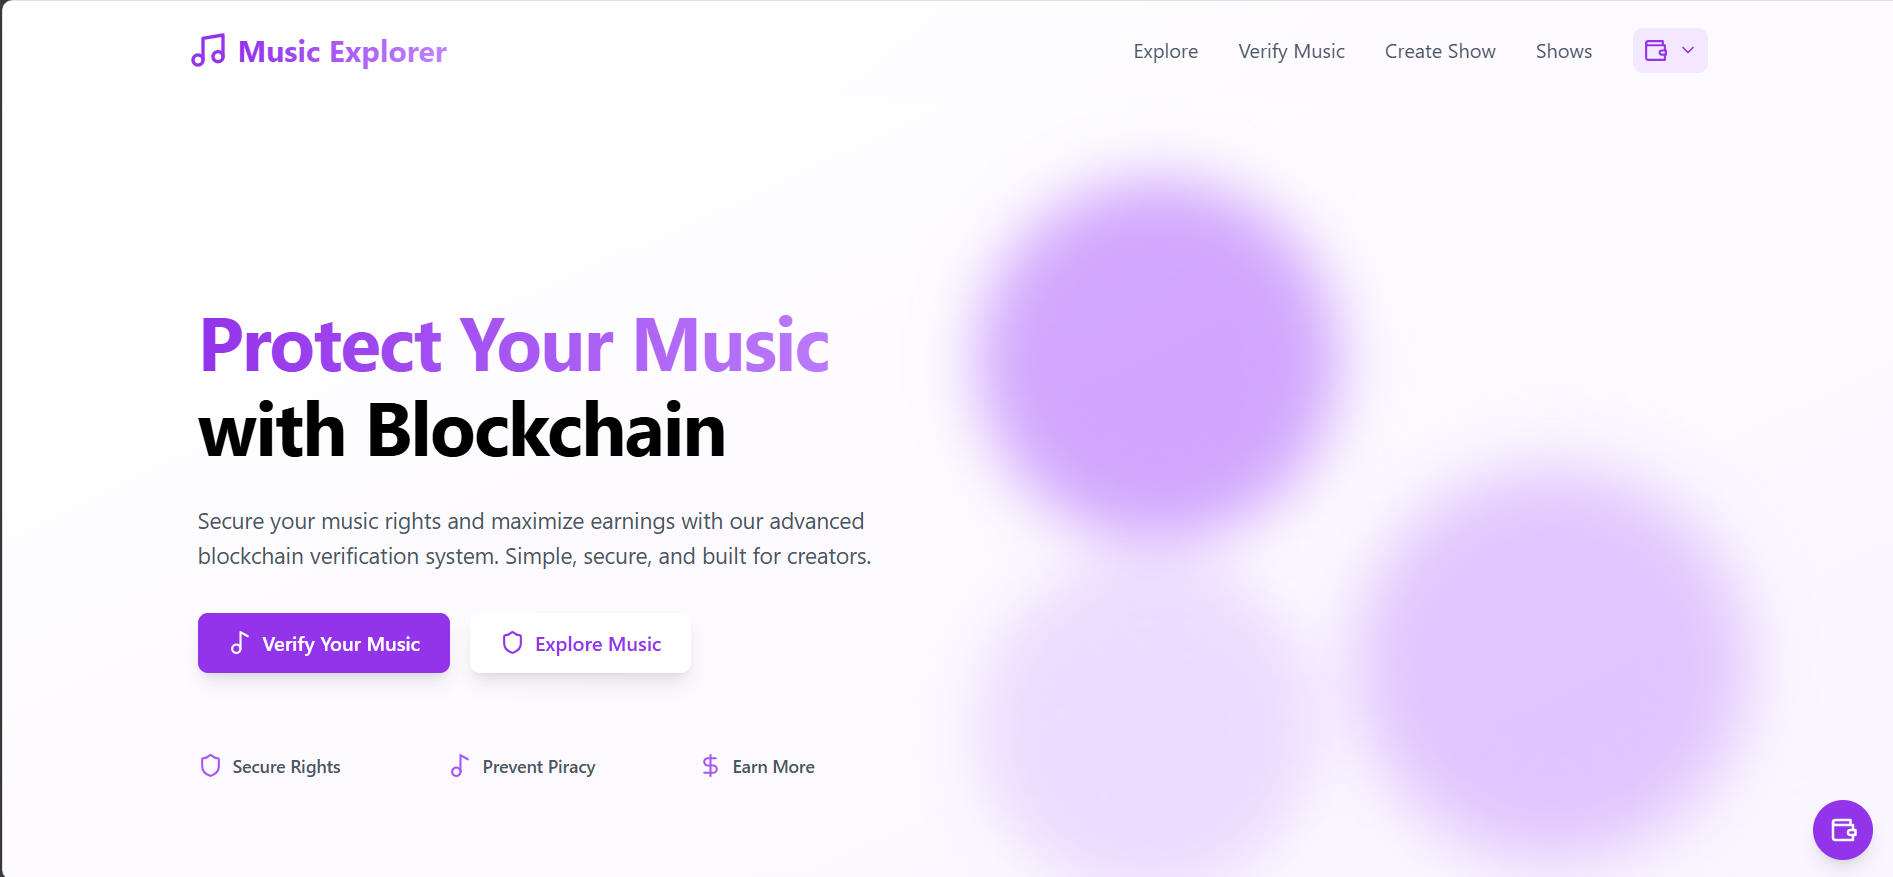 Music Explorer
Explore
Verify Music
Create Show
Shows
Protect Your Music
with Blockchain
Secure your music rights and maximize earnings with our advanced
blockchain verification system. Simple, secure, and built for creators.
Verify Your Music
Explore Music
Secure Rights
Prevent Piracy
Earn More